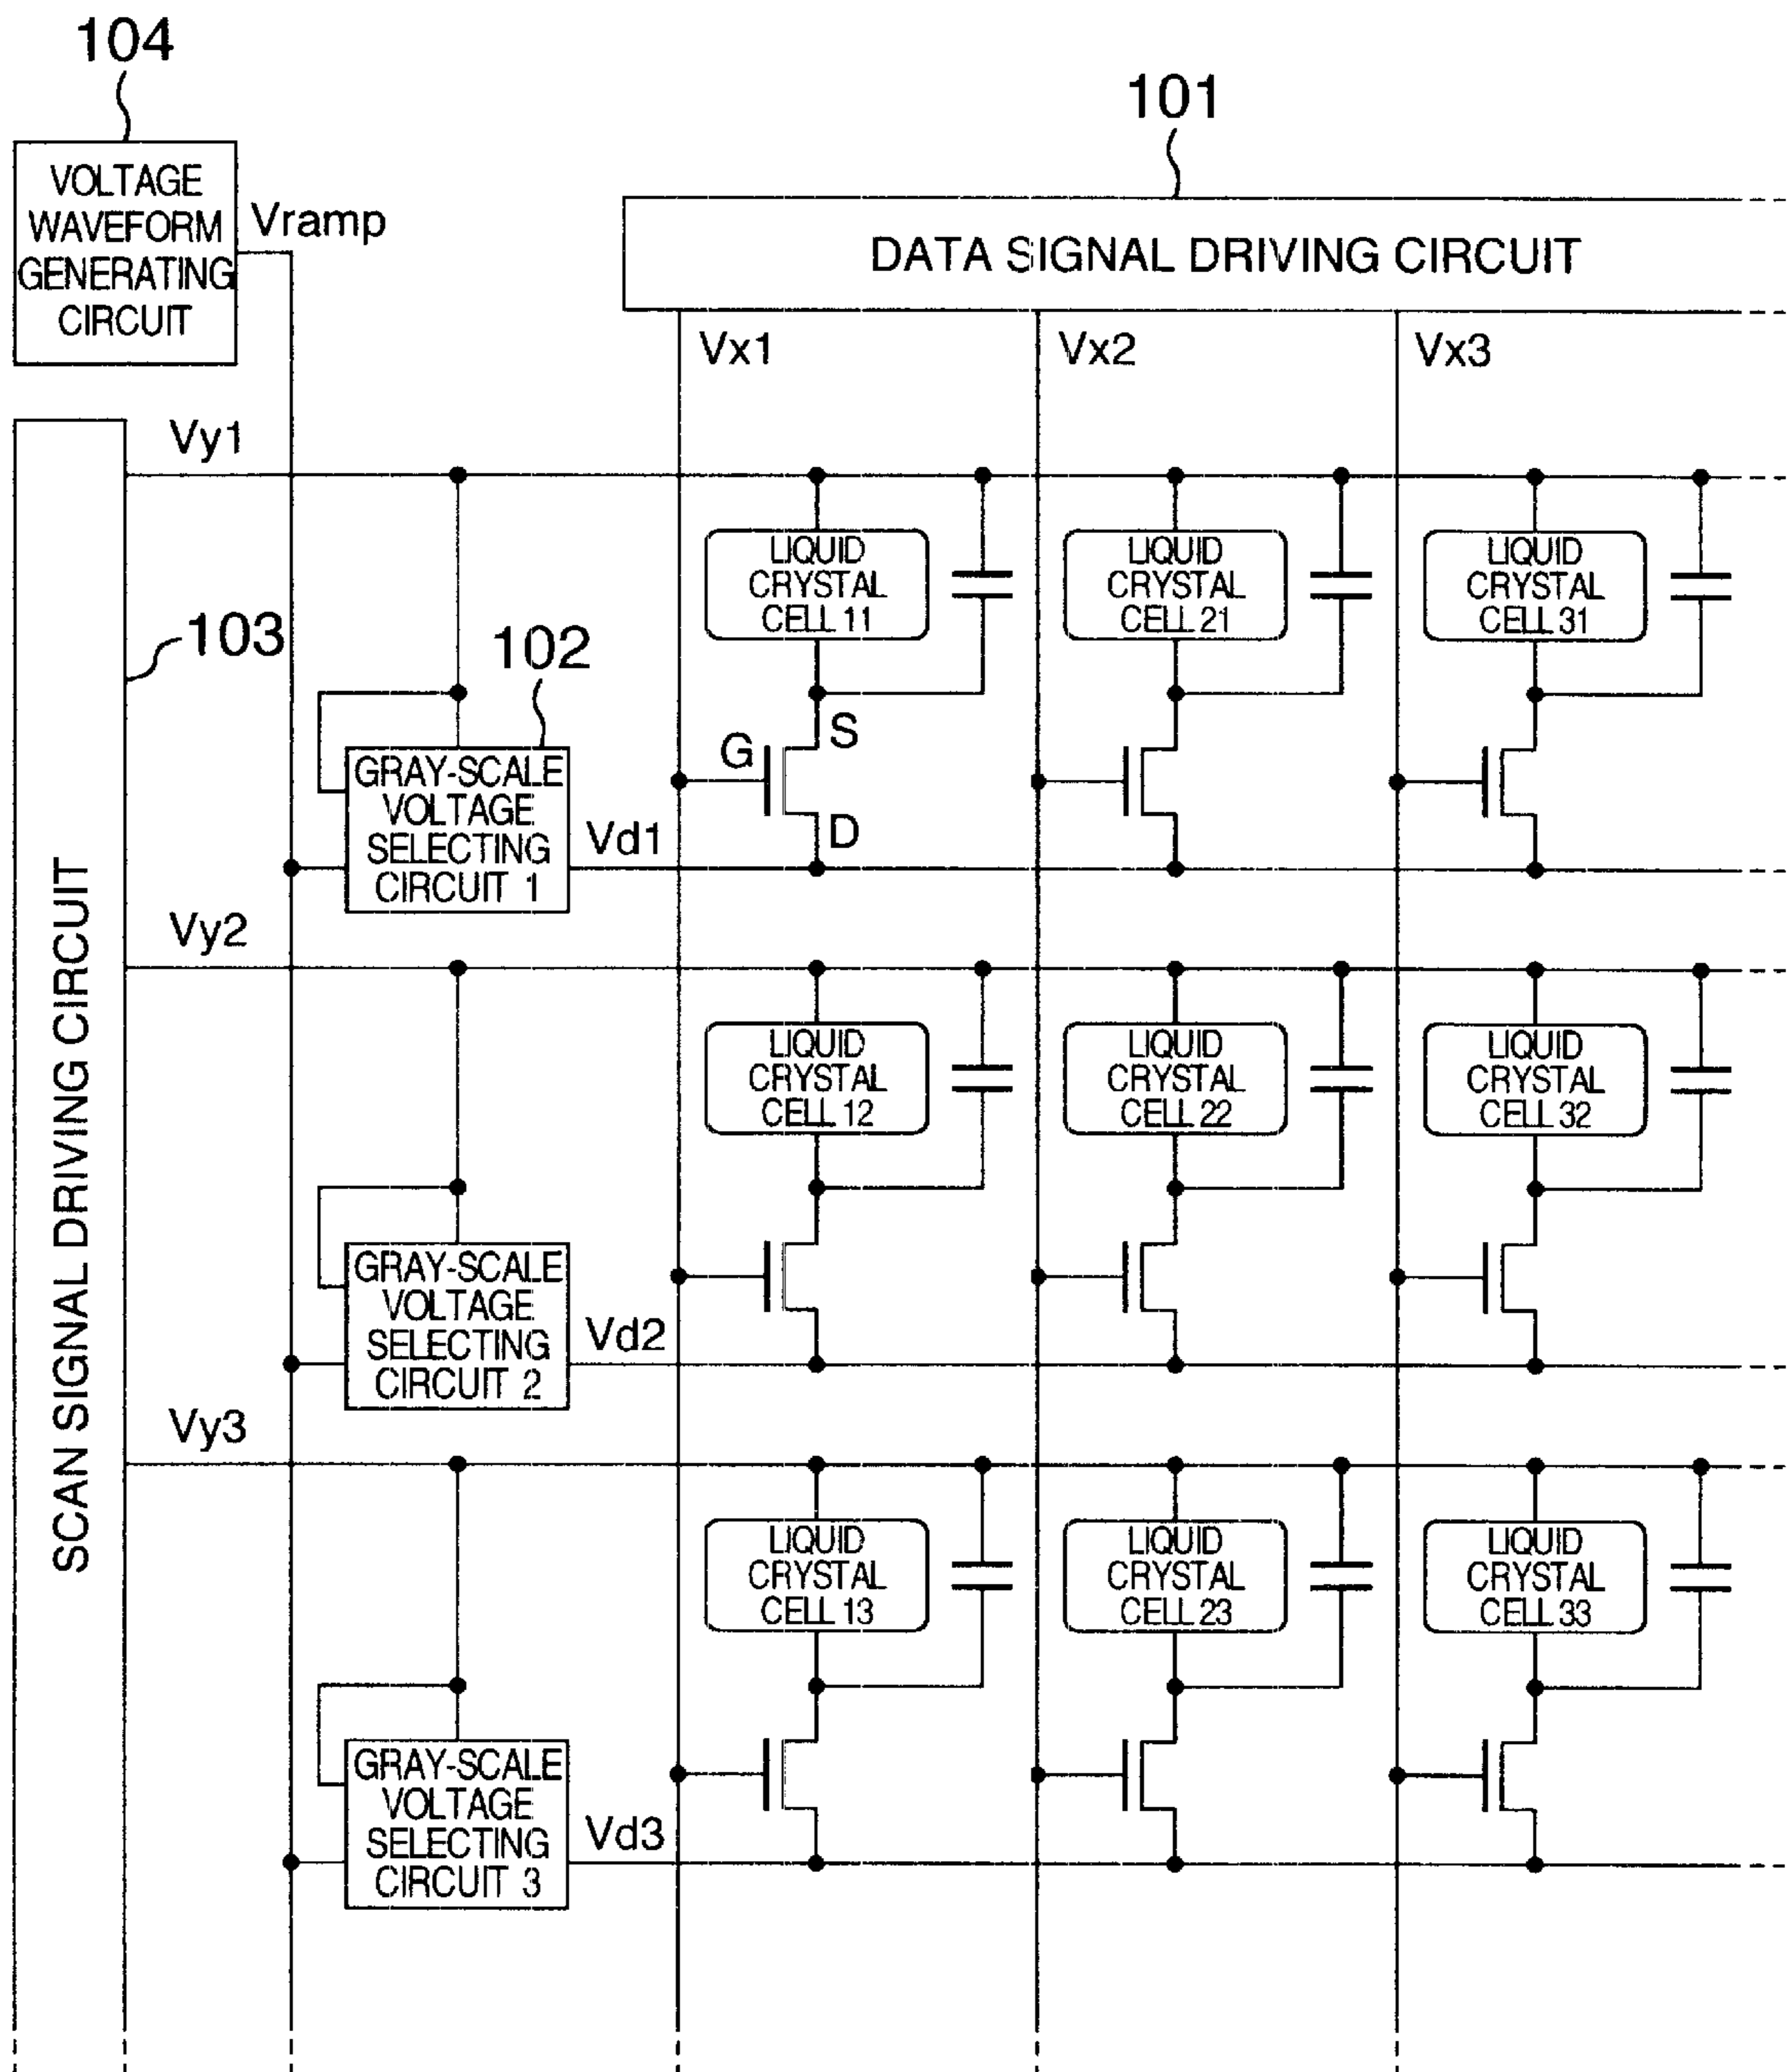 104
101
VOLTAGE
WAVEFORM
GENERATING
CIRCUIT
Vramp
DATA SIGNAL DRIVING CIRCUIT
Vx1
Vx2
Vx3
Vy1
LIQUID
CRYSTAL
CELL 11
LIQUID
CRYSTAL
CELL 21
LIQUID
CRYSTAL
CELL 31
103
102
G
S
D
GRAY-SCALE
VOLTAGE
SELECTING
CIRCUIT 1
Vd1
SCAN SIGNAL DRIVING CIRCUIT
Vy2
LIQUID
CRYSTAL
CELL 12
LIQUID
CRYSTAL
CELL 22
LIQUID
CRYSTAL
CELL 32
GRAY-SCALE
VOLTAGE
SELECTING
CIRCUIT 2
Vd2
Vy3
LIQUID
CRYSTAL
CELL 13
LIQUID
CRYSTAL
CELL 23
LIQUID
CRYSTAL
CELL 33
GRAY-SCALE
VOLTAGE
SELECTING
CIRCUIT 3
Vd3